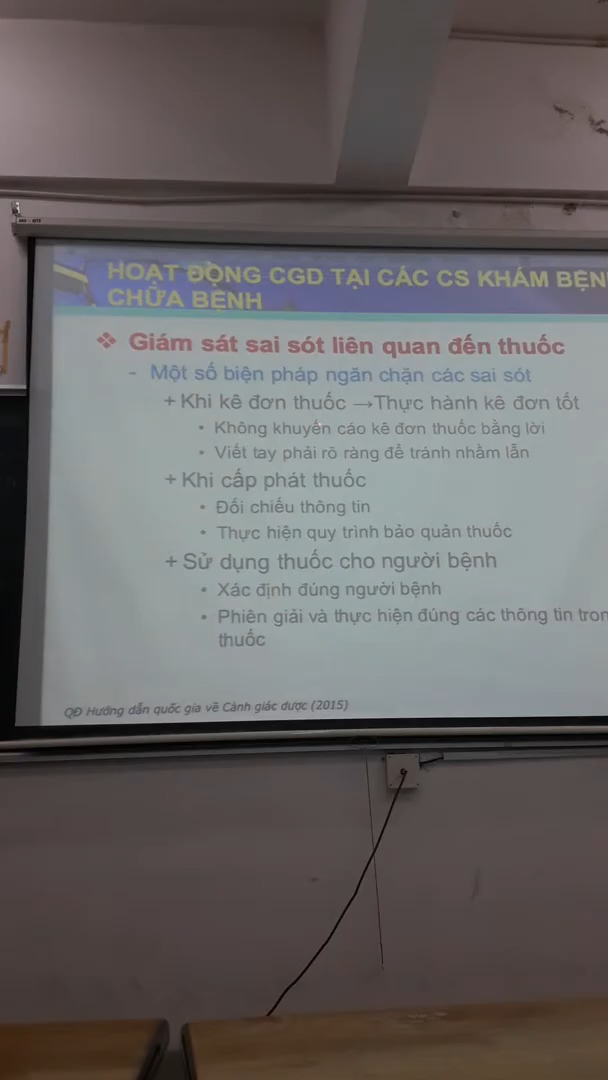 HOẠT ĐỘNG CGD TẠI CÁC CS KHÁM
CHỮA BỆNH
❖ Giám sát sai sót liên quan đến thuốc
- Một số biện pháp ngăn chặn các sai sót
+ Khi kê đơn thuốc →Thực hành kê đơn tốt
• Không khuyến cáo kê đơn thuốc bằng lời
• Viết tay phải rõ ràng để tránh nhầm lẫn
+ Khi cấp phát thuốc
• Đối chiếu thông tin
• Thực hiện quy trình bảo quản thuốc
+ Sử dụng thuốc cho người bệnh
• Xác định đúng người bệnh
• Phiên giải và thực hiện đúng các thông tin
thuốc
QĐ Hướng dẫn quốc gia về Cảnh giác dược (2015)